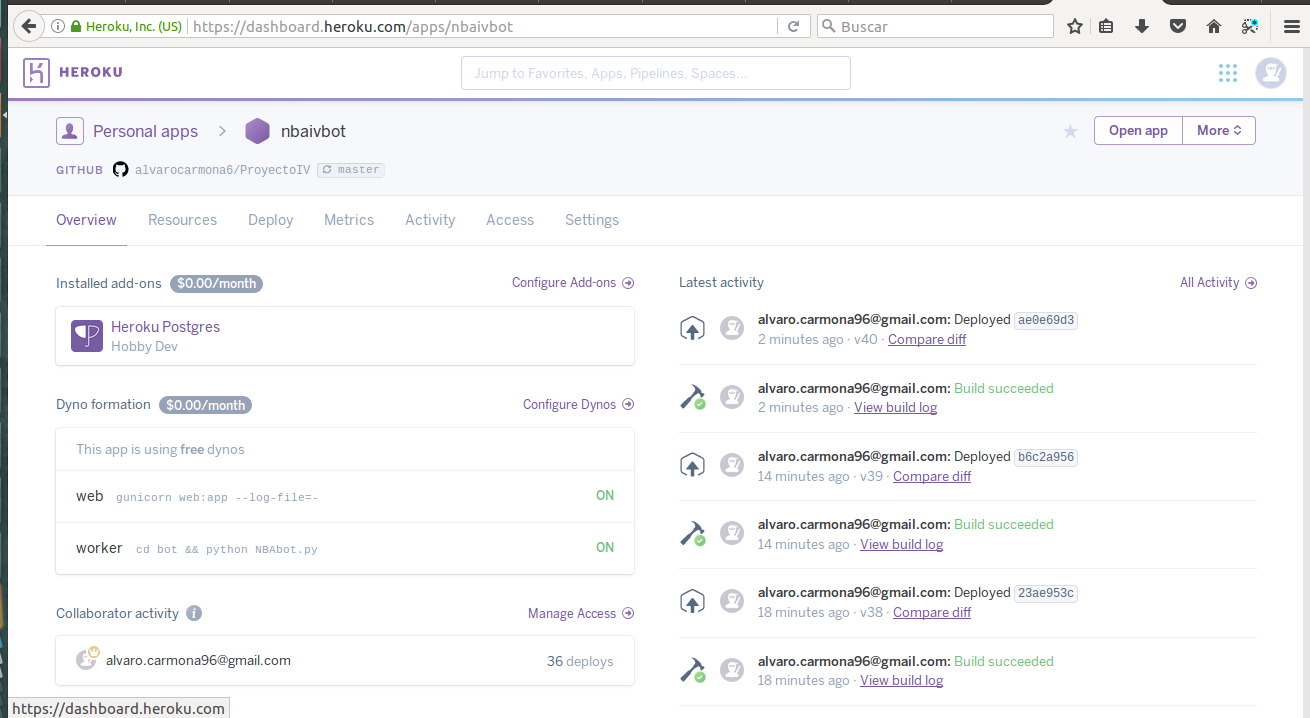 Heroku, Inc. (US) https://dashboard.heroku.com/apps/nbaivbot Buscar
HEROKU Jump to Favorites, Apps, Pipelines, Spaces...
Personal apps > nbaivbot Open app More
GITHUB alvarocarmona6/ProyectoIV master
Overview Resources Deploy Metrics Activity Access Settings
Installed add-ons $0.00/month Configure Add-ons
Heroku Postgres
Hobby Dev
Dyno formation $0.00/month Configure Dynos
This app is using free dynos
web gunicorn web:app --log-file=- ON
worker cd bot && python NBAbot.py ON
Collaborator activity i Manage Access
alvaro.carmona96@gmail.com 36 deploys
Latest activity All Activity
alvaro.carmona96@gmail.com: Deployed ae0e69d3
2 minutes ago · v40 · Compare diff
alvaro.carmona96@gmail.com: Build succeeded
2 minutes ago · View build log
alvaro.carmona96@gmail.com: Deployed b6c2a956
14 minutes ago · v39 · Compare diff
alvaro.carmona96@gmail.com: Build succeeded
14 minutes ago · View build log
alvaro.carmona96@gmail.com: Deployed 23ae953c
18 minutes ago · v38 · Compare diff
alvaro.carmona96@gmail.com: Build succeeded
18 minutes ago · View build log
https://dashboard.heroku.com